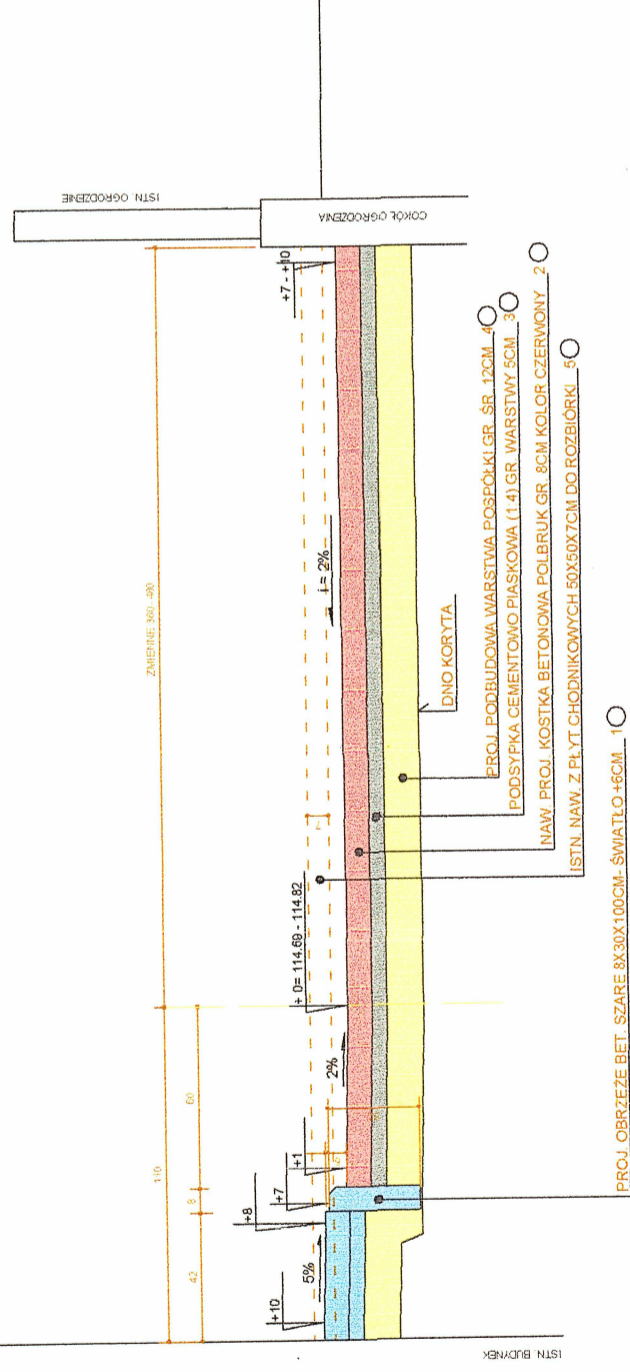 ISTN. OGRODZENIE
COKÓŁ OGRODZENIA
ZMIENNE 360-400
+7 - +10
i = 2%
7
+ 0= 114.69 - 114.82
110
60
8
42
2%
+1
+7
+8
5%
+10
ISTN. BUDYNEK
DNO KORYTA
PROJ. PODBUDOWA WARSTWA POSPÓŁKI GR. ŚR. 12CM 4
PODSYPKA CEMENTOWO PIASKOWA (1:4) GR. WARSTWY 5CM 3
NAW. PROJ. KOSTKA BETONOWA POLBRUK GR. 8CM KOLOR CZERWONY 2
ISTN. NAW. Z PŁYT CHODNIKOWYCH 50X50X7CM DO ROZBIÓRKI 5
PROJ. OBRZEŻE BET. SZARE 8X30X100CM- ŚWIATŁO +6CM 1